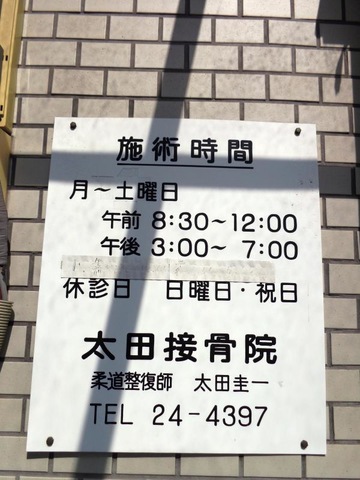 施術時間
月～土曜日
午前 8:30～12:00
午後 3:00～ 7:00
休診日 日曜日・祝日
太田接骨院
柔道整復師 太田圭一
TEL 24-4397